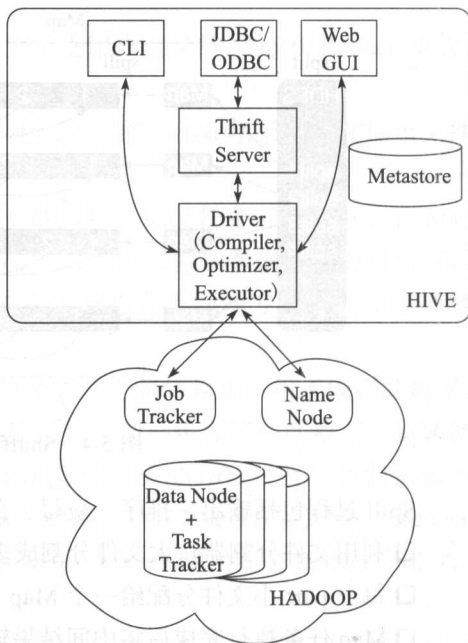 CLI
JDBC/
ODBC
Web
GUI
Thrift
Server
Metastore
Driver
(Compiler,
Optimizer,
Executor)
HIVE
Job
Tracker
Name
Node
Data Node
+
Task
Tracker
HADOOP